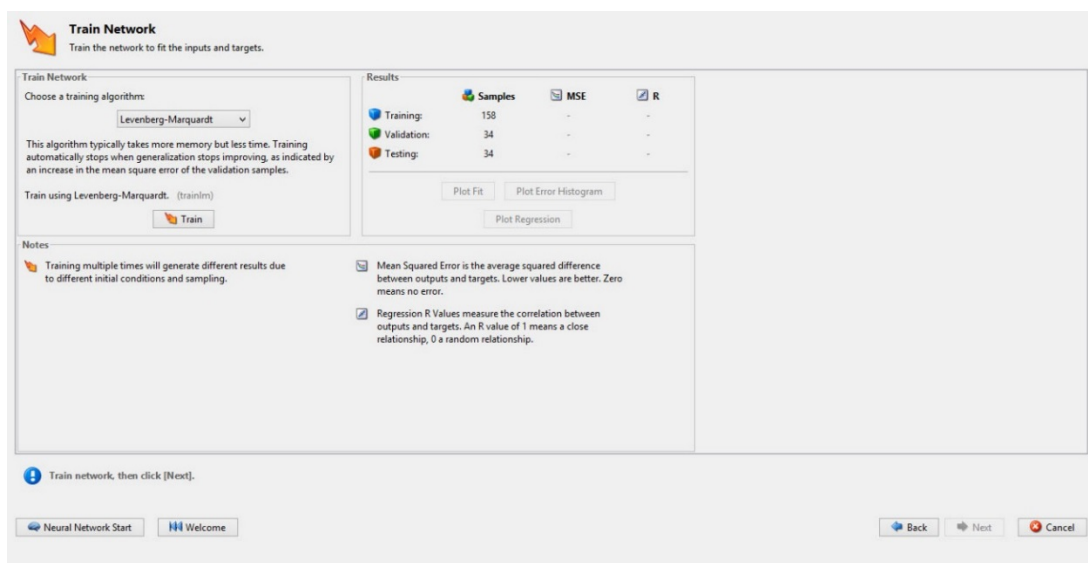 Train Network
Train the network to fit the inputs and targets.
Train Network
Choose a training algorithm:
Levenberg-Marquardt
This algorithm typically takes more memory but less time. Training
automatically stops when generalization stops improving, as indicated by
an increase in the mean square error of the validation samples.
Train using Levenberg-Marquardt. (trainlm)
Train
Results
Samples MSE R
Training: 158 - -
Validation: 34 - -
Testing: 34 - -
Plot Fit Plot Error Histogram
Plot Regression
Notes
Training multiple times will generate different results due
to different initial conditions and sampling.
Mean Squared Error is the average squared difference
between outputs and targets. Lower values are better. Zero
means no error.
Regression R Values measure the correlation between
outputs and targets. An R value of 1 means a close
relationship, 0 a random relationship.
Train network, then click [Next].
Neural Network Start Welcome Back Next Cancel